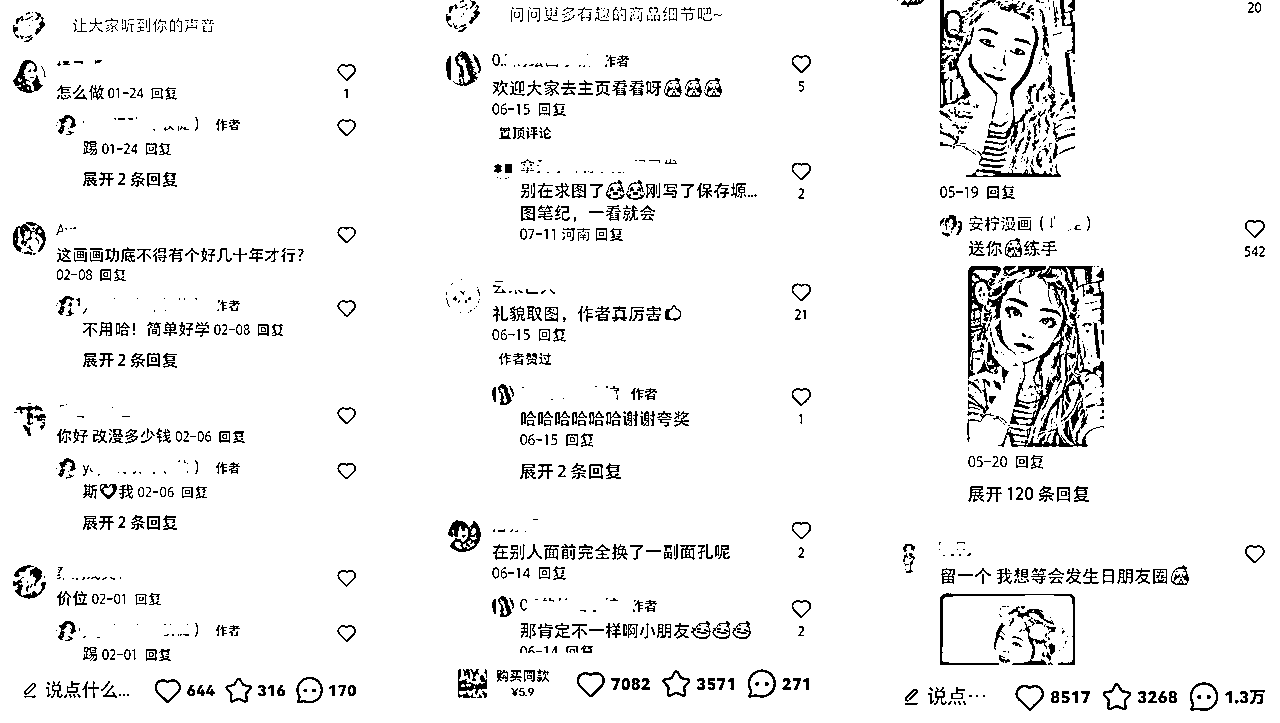 让大家听到你的声音
怎么做 01-24 回复
1
作者
踢 01-24 回复
展开 2 条回复
这画画功底不得有个好几十年才行?
02-08 回复
作者
不用哈！简单好学 02-08 回复
展开 2 条回复
你好 改漫多少钱 02-06 回复
作者
斯🖤我 02-06 回复
展开 2 条回复
价位 02-01 回复
作者
踢 02-01 回复
说点什么...
644
316
170
问问更多有趣的商品细节吧~
作者
欢迎大家去主页看看呀
5
06-15 回复
置顶评论
别在求图了 刚写了保存塬...
2
图笔纪，一看就会
07-11 河南 回复
礼貌取图，作者真厉害👍
21
06-15 回复
作者赞过
作者
哈哈哈哈哈哈谢谢夸奖
1
06-15 回复
展开 2 条回复
在别人面前完全换了一副面孔呢
2
06-14 回复
作者
那肯定不一样啊小朋友
2
06-14 回复
购买同款
¥5.9
7082
3571
271
20
05-19 回复
安柠漫画
送你 练手
542
05-20 回复
展开 120 条回复
留一个 我想等会发生日朋友圈
说点...
8517
3268
1.3万